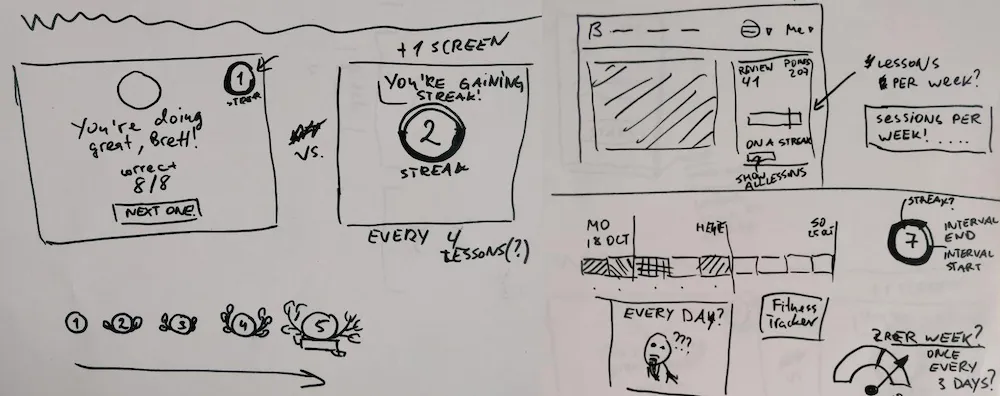 1
STREAK
You're doing
great, Brett!
correct
8/8
NEXT ONE!
VS.
+1 SCREEN
YOU'RE GAINING
STREAK!
2
STREAK
EVERY 4
LESSONS(?)
1
2
3
4
5
B
Me
REVIEW
41
POINTS
207
ON A STREAK
SHOW
ALL LESSONS
LESSONS
PER WEEK?
SESSIONS PER
WEEK! . . . .
MO
18 OCT
HEUTE
SO
STREAK?
7
INTERVAL
END
INTERVAL
START
EVERY DAY?
???
Fitness
Tracker
2 PER WEEK?
ONCE
EVERY
3 DAYS?